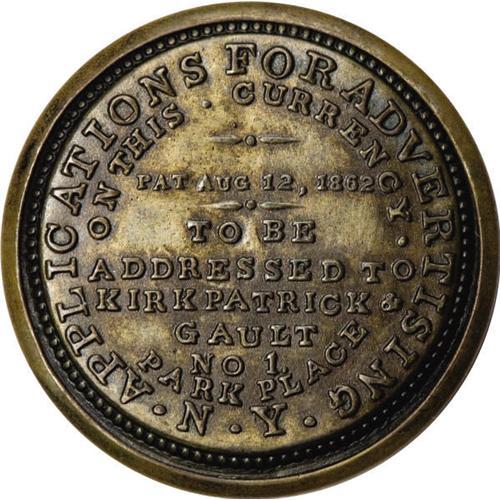 APPLICATIONS FOR ADVERTISING
ON THIS · CURRENCY ·
PAT AUG 12, 1862
TO BE
ADDRESSED TO
KIRKPATRICK &
GAULT
NO 1,
PARK PLACE
· N · Y ·